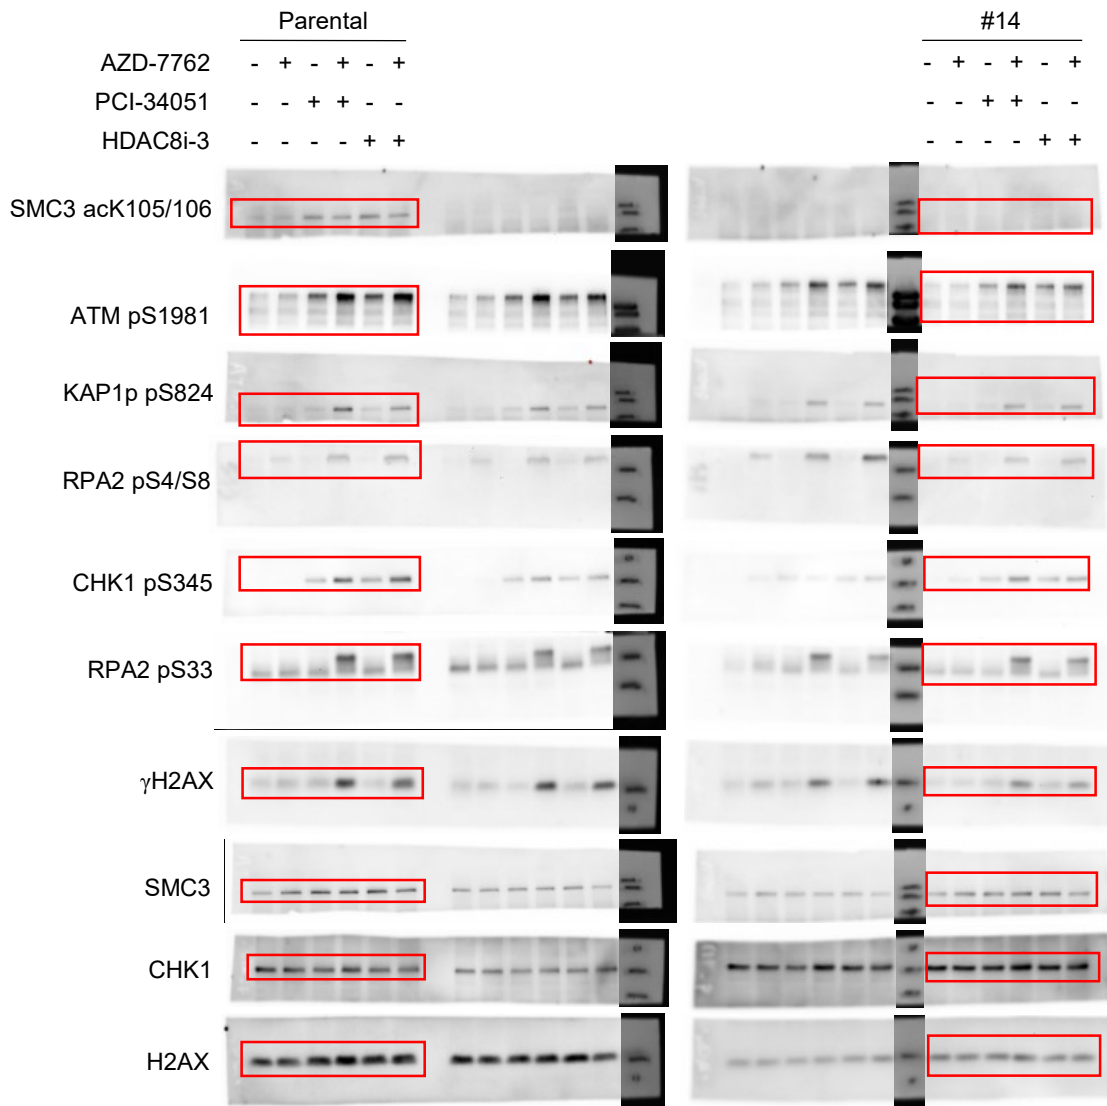 Parental #14
AZD-7762 - + - + - + - + - + - +
PCI-34051 - - + + - - - - + + - -
HDAC8i-3 - - - - + + - - - - + +
SMC3 acK105/106
ATM pS1981
KAP1p pS824
RPA2 pS4/S8
CHK1 pS345
RPA2 pS33
γH2AX
SMC3
CHK1
H2AX